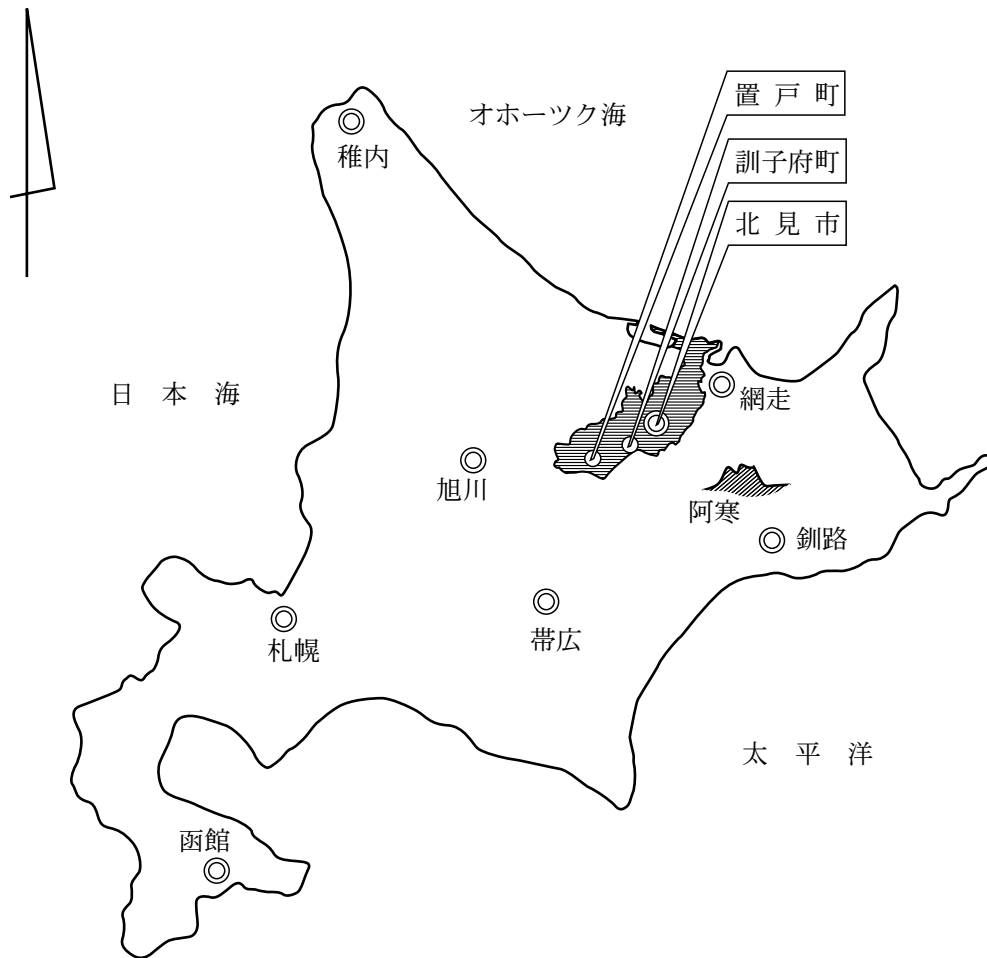 置戸町
オホーツク海
稚内
訓子府町
北見市
日本海
網走
旭川
阿寒
釧路
札幌
帯広
太平洋
函館